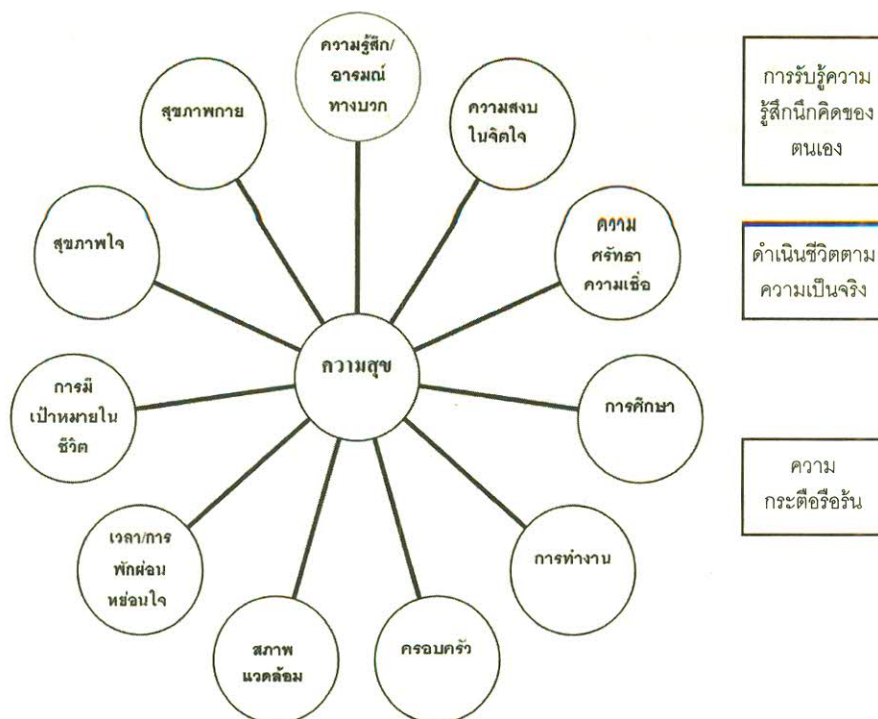 ความรู้สึก/
อารมณ์
ทางบวก
ความสงบ
ในจิตใจ
ความ
ศรัทธา
ความเชื่อ
การศึกษา
การทำงาน
ครอบครัว
สภาพ
แวดล้อม
เวลา/การ
พักผ่อน
หย่อนใจ
การมี
เป้าหมายใน
ชีวิต
สุขภาพใจ
สุขภาพกาย
ความสุข
การรับรู้ความ
รู้สึกนึกคิดของ
ตนเอง
ดำเนินชีวิตตาม
ความเป็นจริง
ความ
กระตือรือร้น